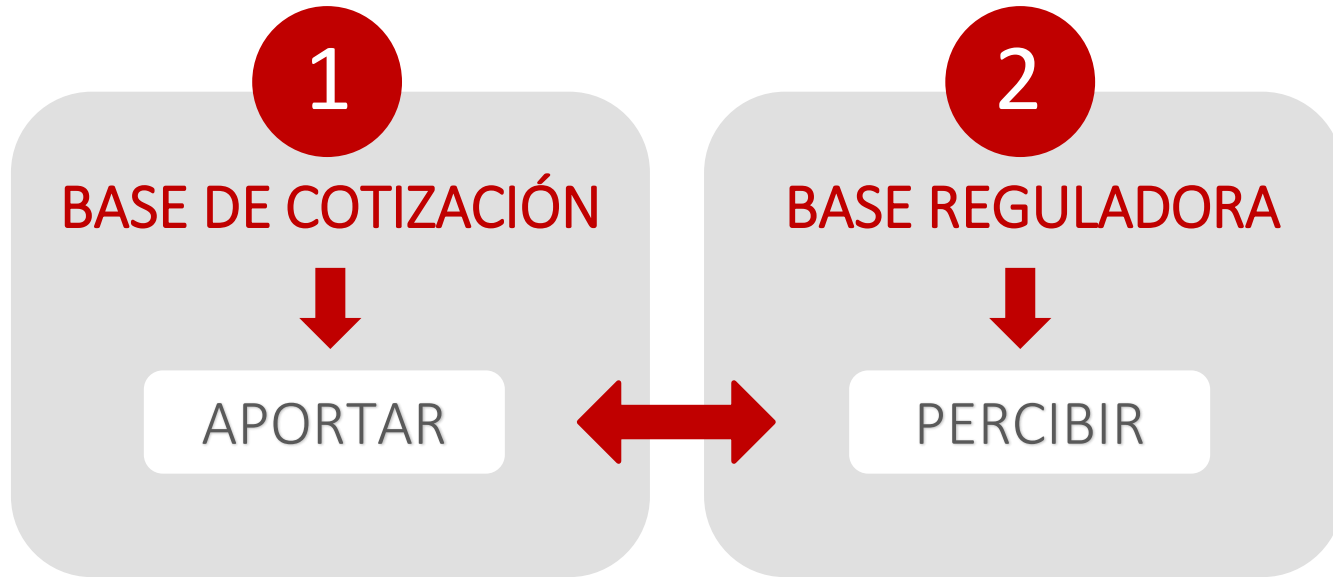 1
BASE DE COTIZACIÓN
APORTAR
2
BASE REGULADORA
PERCIBIR